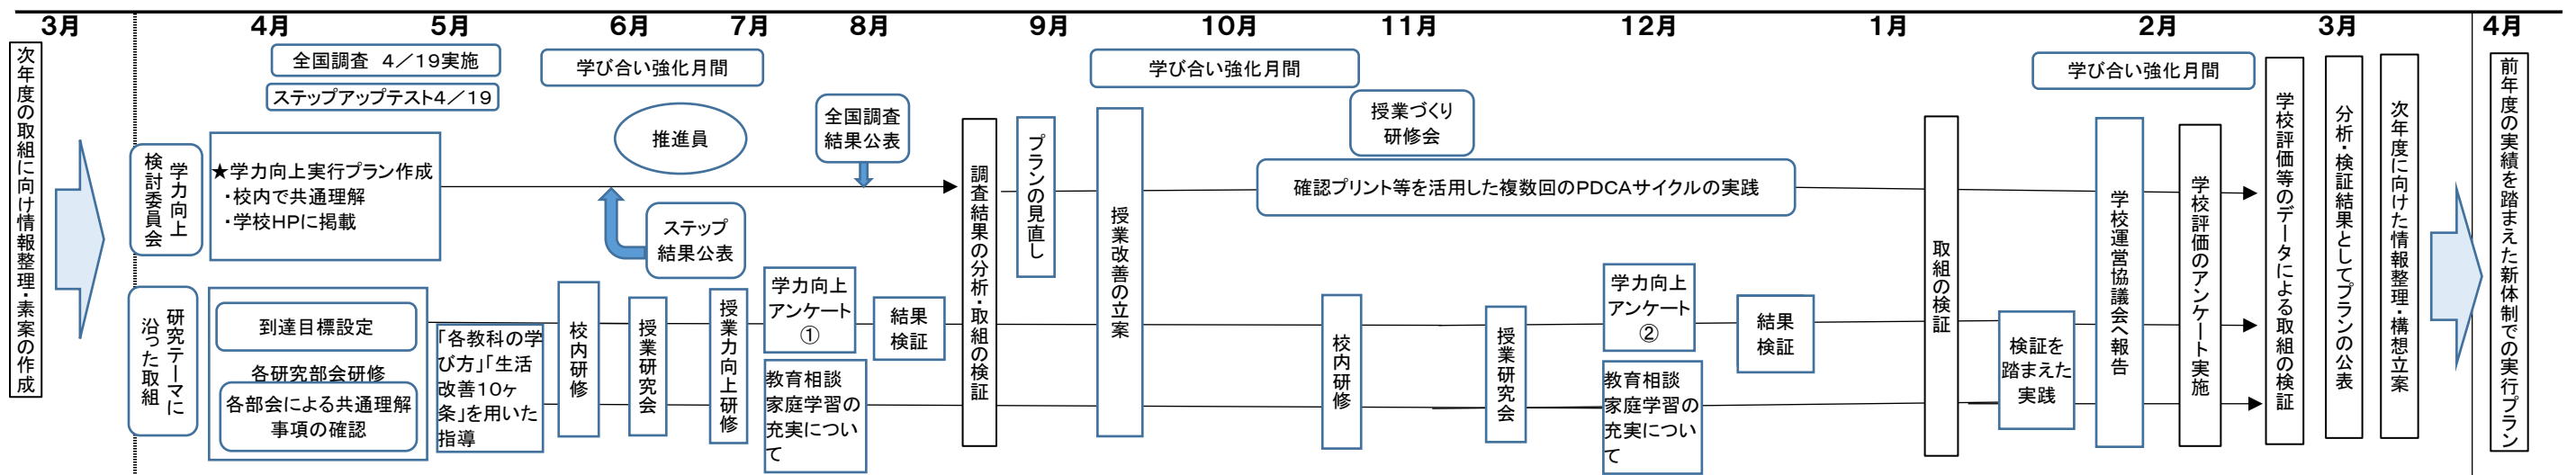 3月 4月 5月 6月 7月 8月 9月 10月 11月 12月 1月 2月 3月 4月
次年度の取組に向け情報整理・素案の作成
全国調査 4／19実施
ステップアップテスト4／19
学び合い強化月間
学び合い強化月間
学び合い強化月間
学力向上
検討委員会
★学力向上実行プラン作成
・校内で共通理解
・学校HPに掲載
推進員
ステップ
結果公表
全国調査
結果公表
調査結果の分析・取組の検証
プランの見直し
授業改善の立案
授業づくり
研修会
確認プリント等を活用した複数回のPDCAサイクルの実践
取組の検証
学校運営協議会へ報告
学校評価のアンケート実施
学校評価等のデータによる取組の検証
分析・検証結果としてプランの公表
次年度に向けた情報整理・構想立案
前年度の実績を踏まえた新体制での実行プラン
研究テーマに
沿った取組
到達目標設定
各研究部会研修
各部会による共通理解
事項の確認
「各教科の学
び方」「生活
改善10ヶ
条」を用いた
指導
校内研修
授業研究会
授業力向上研修
学力向上
アンケート
①
結果
検証
教育相談
家庭学習の
充実につい
て
校内研修
授業研究会
学力向上
アンケート
②
結果
検証
教育相談
家庭学習の
充実につい
て
検証を
踏まえた
実践